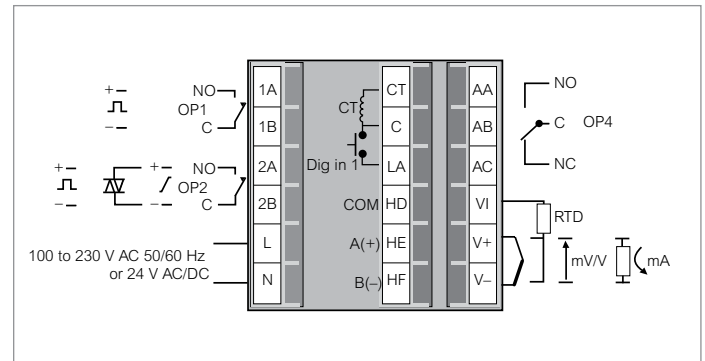 + −
NO
OP1
− −
C
1A
1B
+ −
+ −
NO
OP2
− −
− −
C
2A
2B
100 to 230 V AC 50/60 Hz
or 24 V AC/DC
L
N
CT
CT
C
Dig in 1
LA
COM
HD
A(+)
HE
B(−)
HF
AA
NO
AB
C
OP4
AC
NC
VI
RTD
V+
mV/V
mA
V−